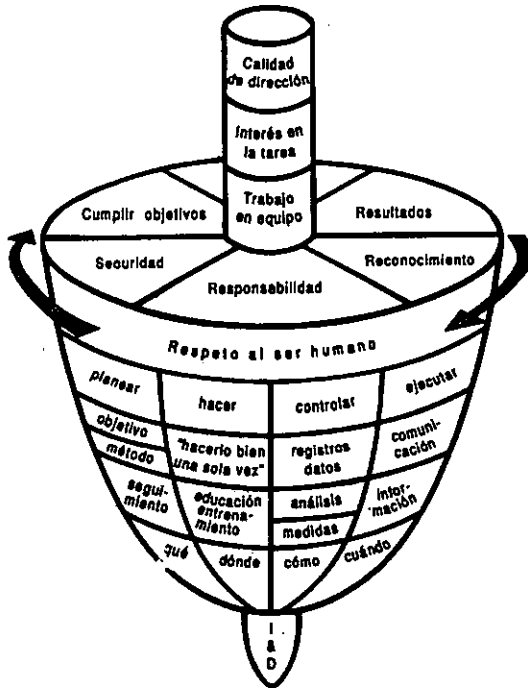 Calidad
de dirección
Interés en
la tarea
Trabajo
en equipo
Cumplir objetivos
Resultados
Securidad
Reconocimiento
Responsabilidad
Respeto al ser humano
planear
hacer
controlar
ejecutar
objetivo
método
"hacerlo bien
una sola vez"
registros
datos
comuni-
cación
segui-
miento
educación
entrena-
miento
análisis
medidas
infor-
mación
qué
dónde
cómo
cuándo
I
&
D